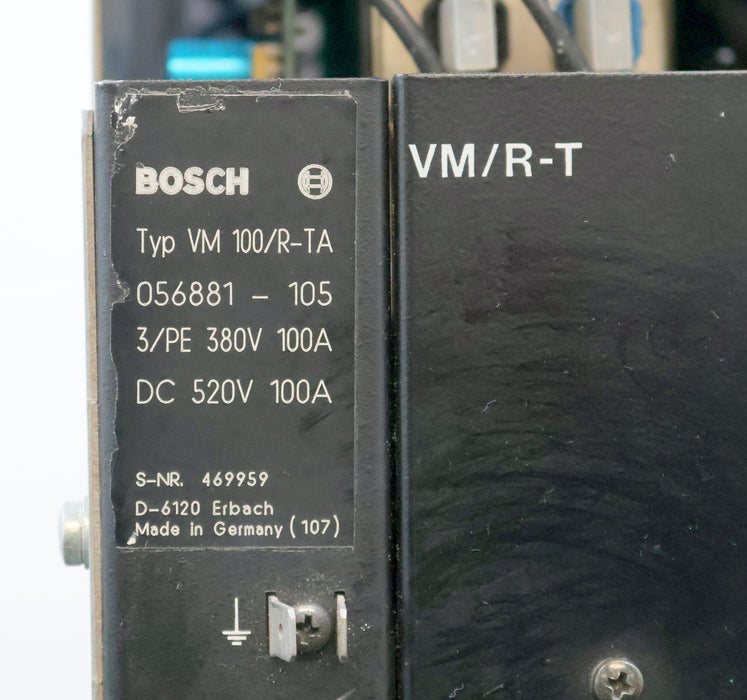 BOSCH
Typ VM 100/R-TA
056881 - 105
3/PE 380V 100A
DC 520V 100A
S-NR. 469959
D-6120 Erbach
Made in Germany (107)
VM/R-T